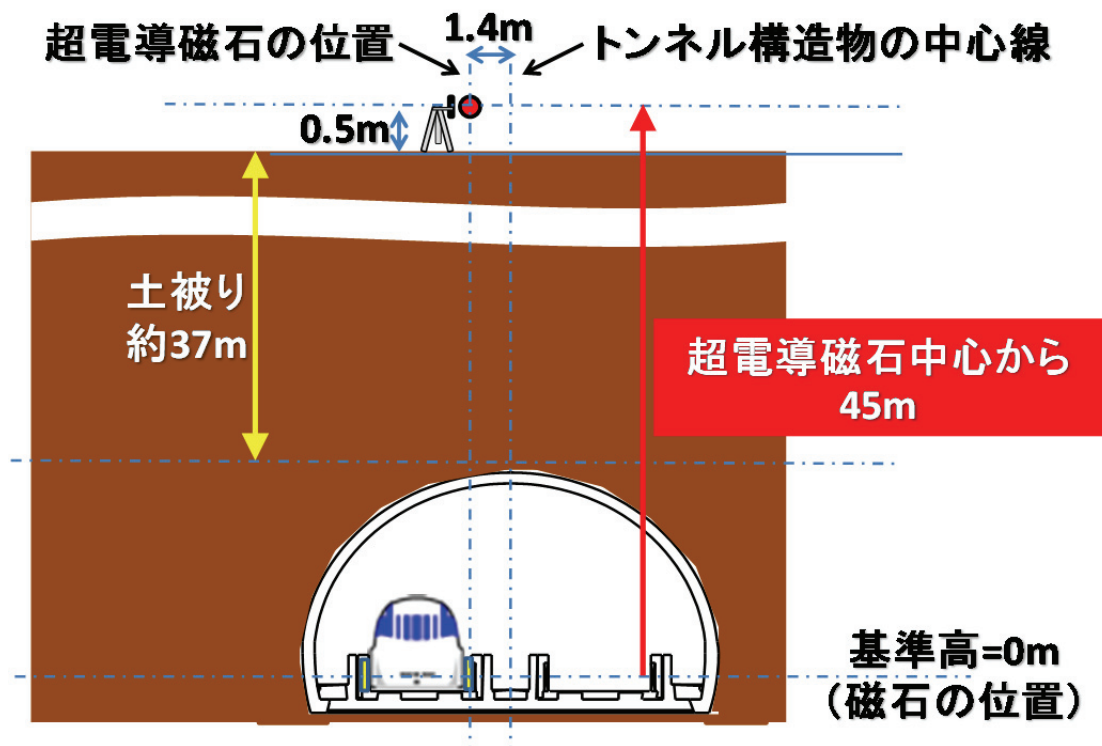 超電導磁石の位置
1.4m
トンネル構造物の中心線
0.5m
土被り
約37m
超電導磁石中心から
45m
基準高=0m
（磁石の位置）